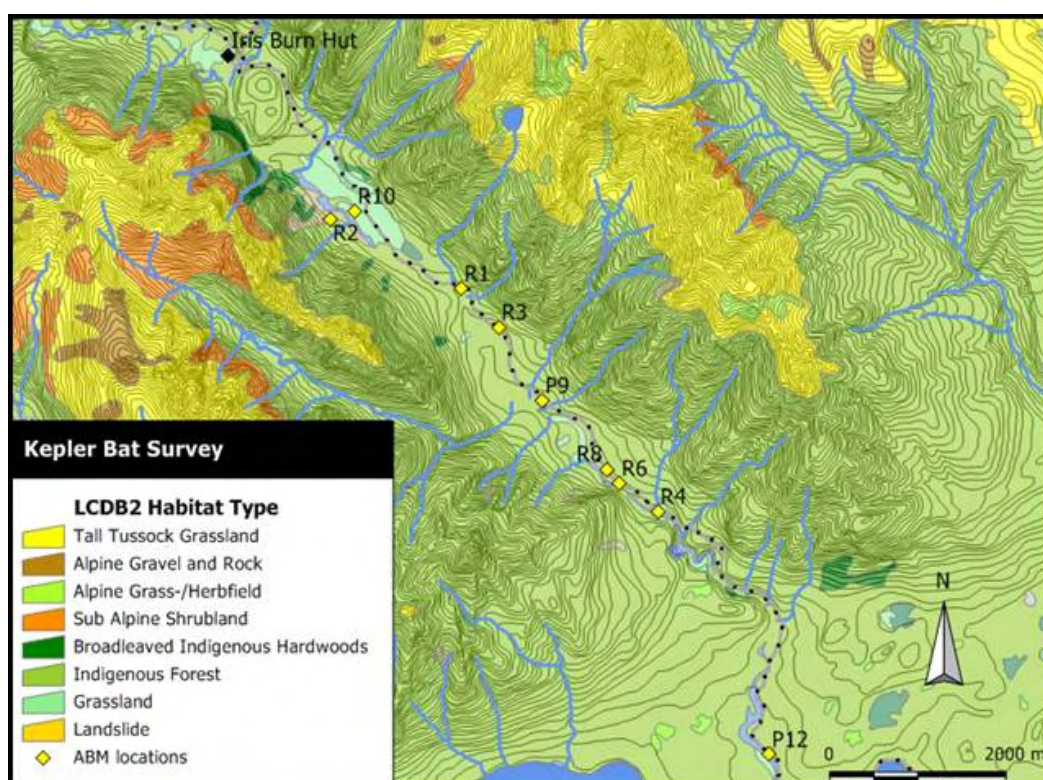 Iris Burn Hut
R10
R2
R1
R3
P9
R8
R6
R4
Kepler Bat Survey
LCDB2 Habitat Type
Tall Tussock Grassland
Alpine Gravel and Rock
Alpine Grass-/Herbfield
Sub Alpine Shrubland
Broadleaved Indigenous Hardwoods
Indigenous Forest
Grassland
Landslide
ABM locations
N
P12
0 2000 m